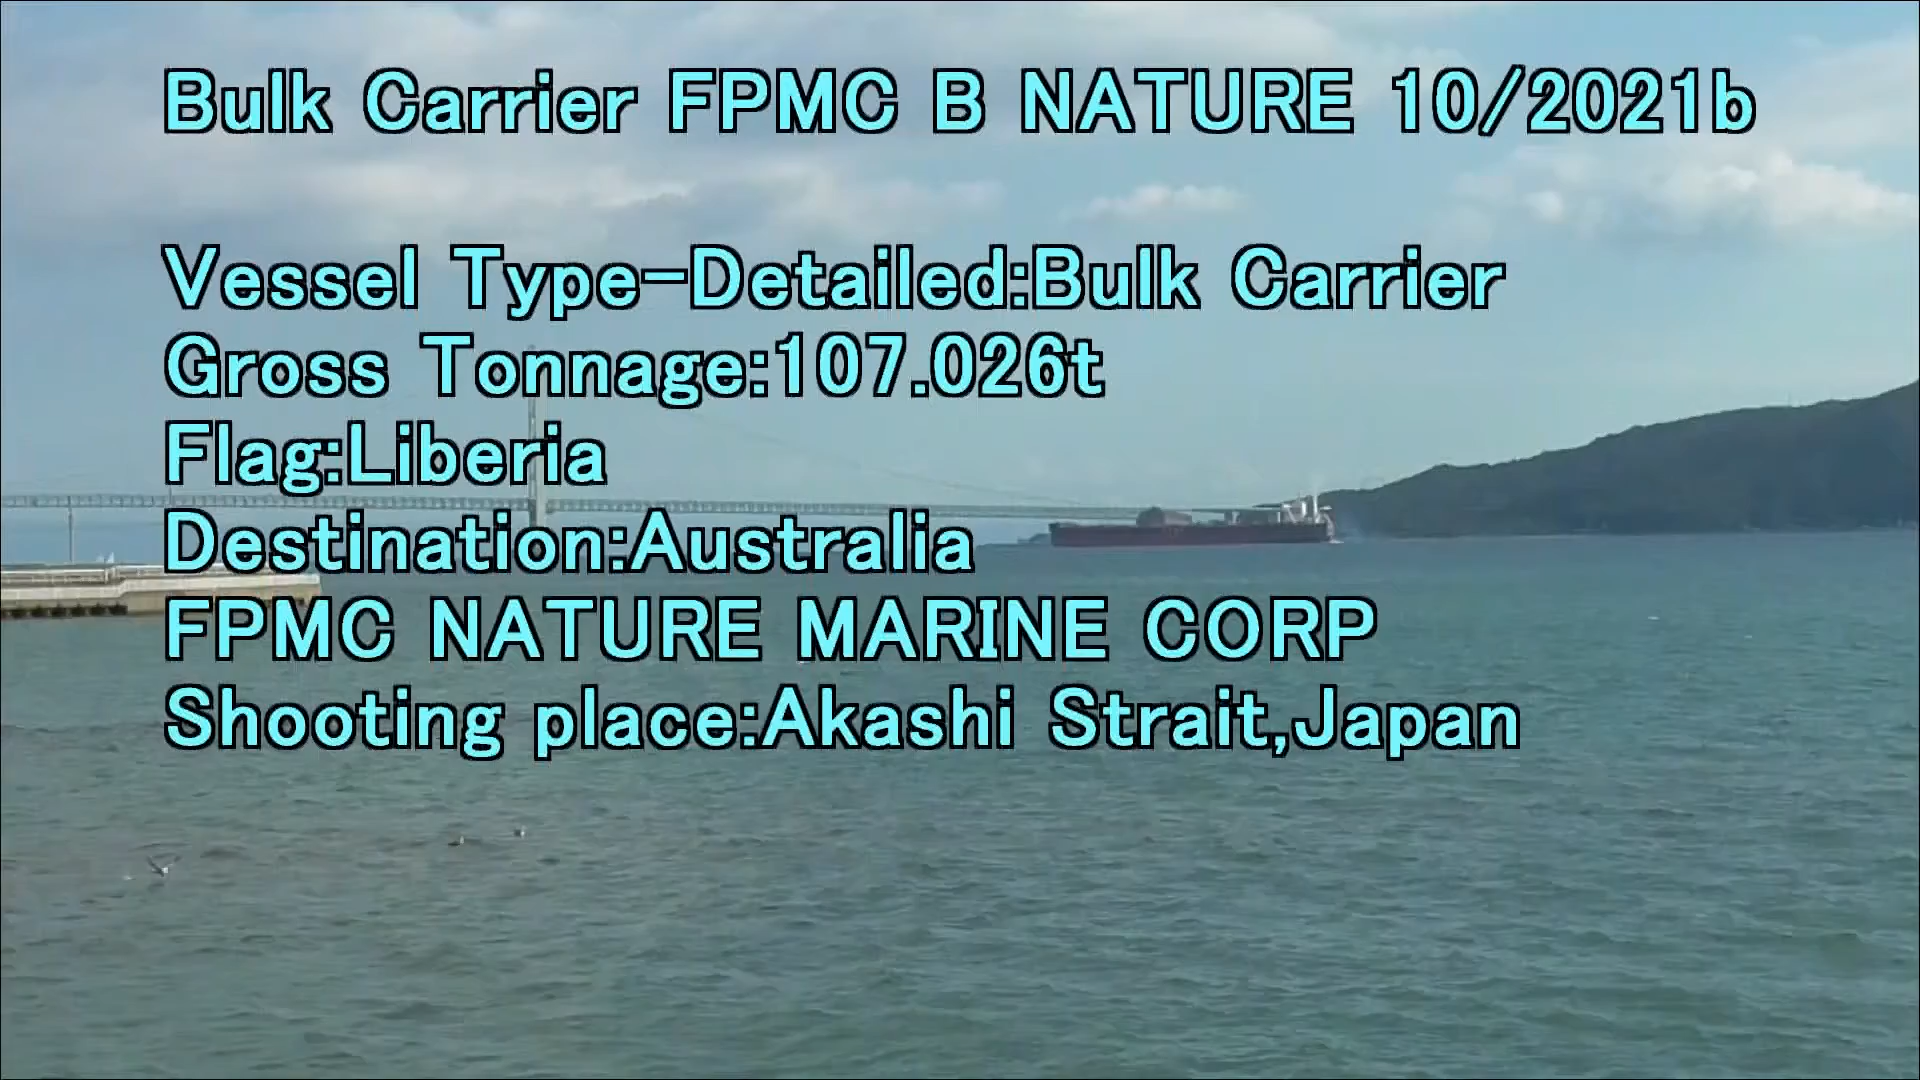 Bulk Carrier FPMC B NATURE 10/2021b
Vessel Type-Detailed:Bulk Carrier
Gross Tonnage:107.026t
Flag:Liberia
Destination:Australia
FPMC NATURE MARINE CORP
Shooting place:Akashi Strait,Japan